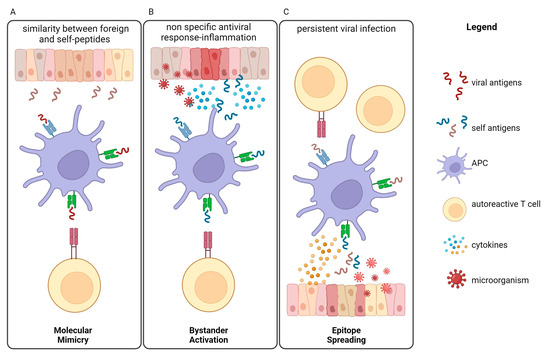 A
similarity between foreign
and self-peptides
Molecular
Mimicry
B
non specific antiviral
response-inflammation
Bystander
Activation
C
persistent viral infection
Epitope
Spreading
Legend
viral antigens
self antigens
APC
autoreactive T cell
cytokines
microorganism